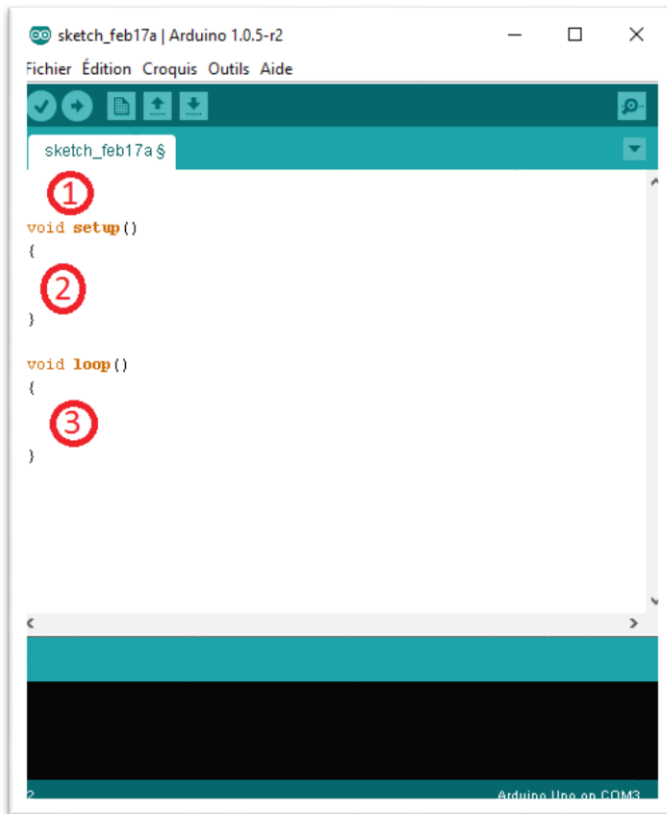 sketch_feb17a | Arduino 1.0.5-r2
Fichier Édition Croquis Outils Aide
sketch_feb17a §
1
void setup()
{
2
}
void loop()
{
3
}
2
Arduino Uno on COM3